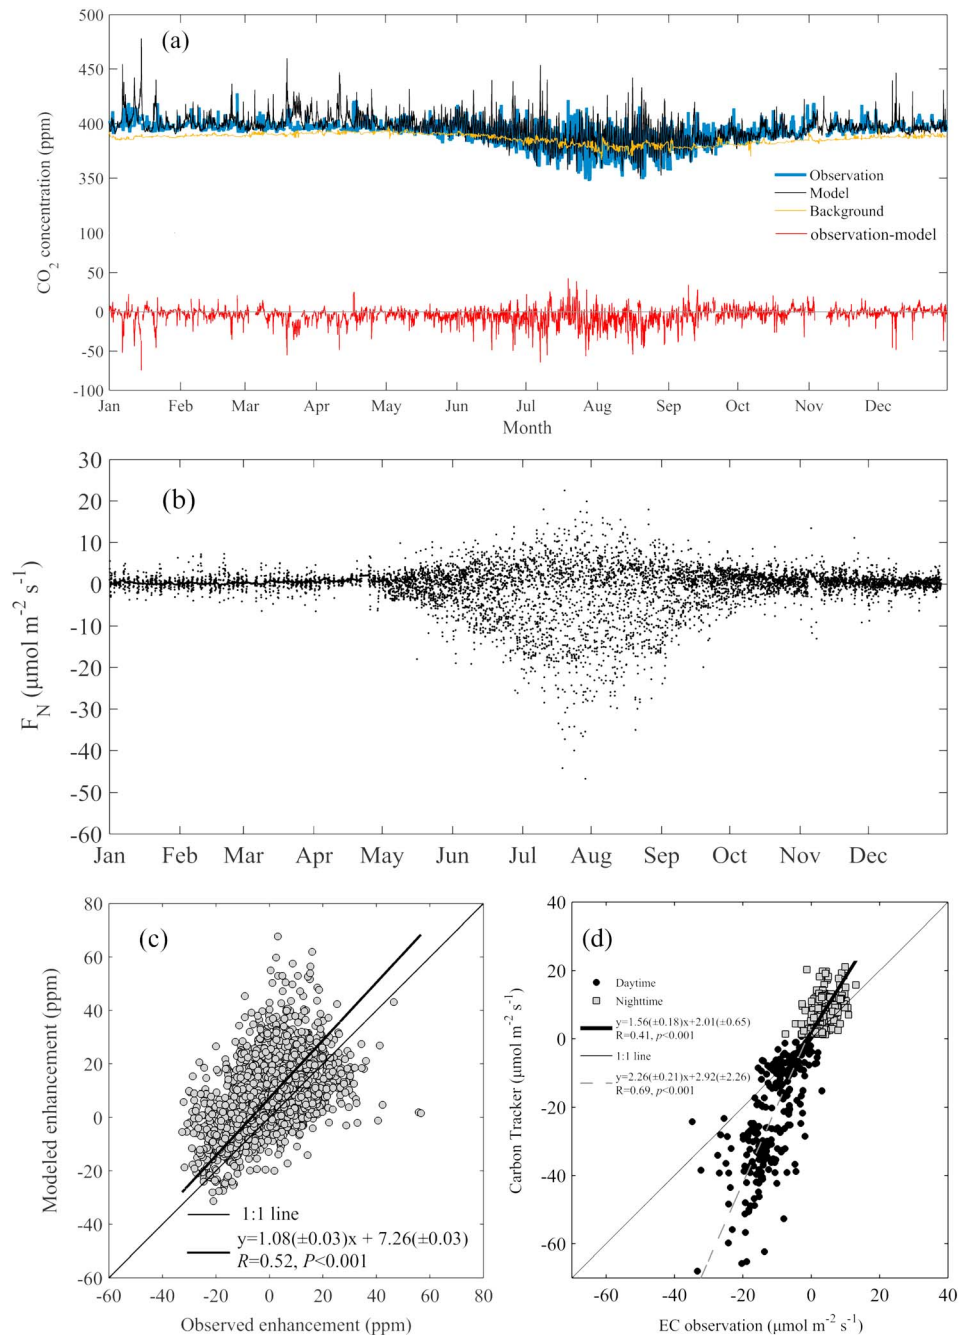 (a)
500
450
400
350
100
50
0
-50
-100
CO2 concentration (ppm)
Observation
Model
Background
observation-model
Jan Feb Mar Apr May Jun Jul Aug Sep Oct Nov Dec
Month
(b)
30
20
10
0
-10
-20
-30
-40
-50
-60
FN (μmol m-2 s-1)
Jan Feb Mar Apr May Jun Jul Aug Sep Oct Nov Dec
(c)
80
60
40
20
0
-20
-40
-60
Modeled enhancement (ppm)
1:1 line
y=1.08(±0.03)x + 7.26(±0.03)
R=0.52, P<0.001
-60 -40 -20 0 20 40 60 80
Observed enhancement (ppm)
(d)
40
20
0
-20
-40
-60
Carbon Tracker (μmol m-2 s-1)
Daytime
Nighttime
y=1.56(±0.18)x+2.01(±0.65)
R=0.41, p<0.001
1:1 line
y=2.26(±0.21)x+2.92(±2.26)
R=0.69, p<0.001
-60 -40 -20 0 20 40
EC observation (μmol m-2 s-1)